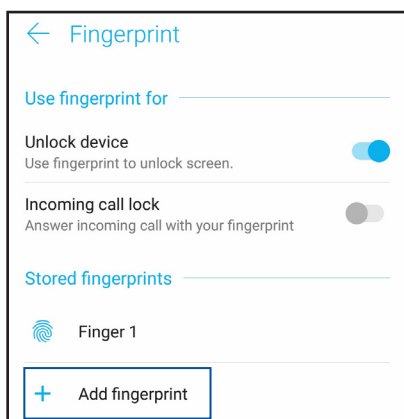 Fingerprint
Use fingerprint for
Unlock device
Use fingerprint to unlock screen.
Incoming call lock
Answer incoming call with your fingerprint
Stored fingerprints
Finger 1
Add fingerprint